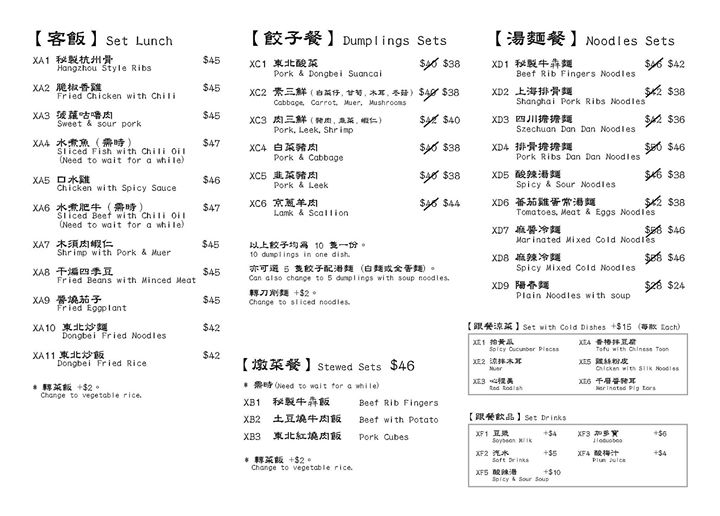 【客飯】Set Lunch
XA1 秘製杭州骨 $45
Hangzhou Style Ribs
XA2 脆椒香雞 $45
Fried Chicken with Chili
XA3 菠蘿咕嚕肉 $45
Sweet & sour pork
XA4 水煮魚（需時） $47
Sliced Fish with Chili Oil
(Need to wait for a while)
XA5 口水雞 $46
Chicken with Spicy Sauce
XA6 水煮肥牛（需時） $47
Sliced Beef with Chili Oil
(Need to wait for a while)
XA7 木須肉蝦仁 $45
Shrimp with Pork & Muer
XA8 干煸四季豆 $45
Fried Beans with Minced Meat
XA9 醬燒茄子 $45
Fried Eggplant
XA10 東北炒麵 $42
Dongbei Fried Noodles
XA11 東北炒飯 $42
Dongbei Fried Rice
* 轉菜飯 +$2。
Change to vegetable rice.
【餃子餐】Dumplings Sets
XC1 東北酸菜 $46 $38
Pork & Dongbei Suancai
XC2 素三鮮（白菜仔, 甘筍, 木耳, 冬菇） $40 $38
Cabbage, Carrot, Muer, Mushrooms
XC3 肉三鮮（豬肉, 韭菜, 蝦仁） $42 $40
Pork, Leek, Shrimp
XC4 白菜豬肉 $46 $38
Pork & Cabbage
XC5 韭菜豬肉 $46 $38
Pork & Leek
XC6 京蔥羊肉 $46 $44
Lamk & Scallion
以上餃子均為 10 隻一份。
10 dumplings in one dish.
亦可選 5 隻餃子配湯麵（白麵或全蛋麵）。
Can also change to 5 dumplings with soup noodles.
轉刀削麵 +$2。
Change to sliced noodles.
【燉菜餐】Stewed Sets $46
* 需時(Need to wait for a while)
XB1 秘製牛犇飯 Beef Rib Fingers
XB2 土豆燒牛肉飯 Beef with Potato
XB3 東北紅燒肉飯 Pork Cubes
* 轉菜飯 +$2。
Change to vegetable rice.
【湯麵餐】Noodles Sets
XD1 秘製牛犇麵 $46 $42
Beef Rib Fingers Noodles
XD2 上海排骨麵 $42 $38
Shanghai Pork Ribs Noodles
XD3 四川擔擔麵 $42 $36
Szechuan Dan Dan Noodles
XD4 排骨擔擔麵 $50 $46
Pork Ribs Dan Dan Noodles
XD5 酸辣湯麵 $46 $38
Spicy & Sour Noodles
XD6 蕃茄雞蛋常湯麵 $42 $38
Tomatoes, Meat & Eggs Noodles
XD7 麻醬冷麵 $58 $46
Marinated Mixed Cold Noodles
XD8 麻辣冷麵 $58 $46
Spicy Mixed Cold Noodles
XD9 陽春麵 $28 $24
Plain Noodles with soup
【跟餐涼菜】Set with Cold Dishes +$15 (每款 Each)
XE1 拍黃瓜
Spicy Cucumber Pieces
XE2 涼拌木耳
Muer
XE3 心裡美
Red Radish
XE4 香椿拌豆腐
Tofu with Chinese Toon
XE5 雞絲粉皮
Chicken with Silk Noodles
XE6 千層醬豬耳
Marinated Pig Ears
【跟餐飲品】Set Drinks
XF1 豆漿 +$4
Soybean Milk
XF2 汽水 +$5
Soft Drinks
XF3 加多寶 +$6
Jiaduobao
XF4 酸梅汁 +$4
Plum Juice
XF5 酸辣湯 +$10
Spicy & Sour Soup